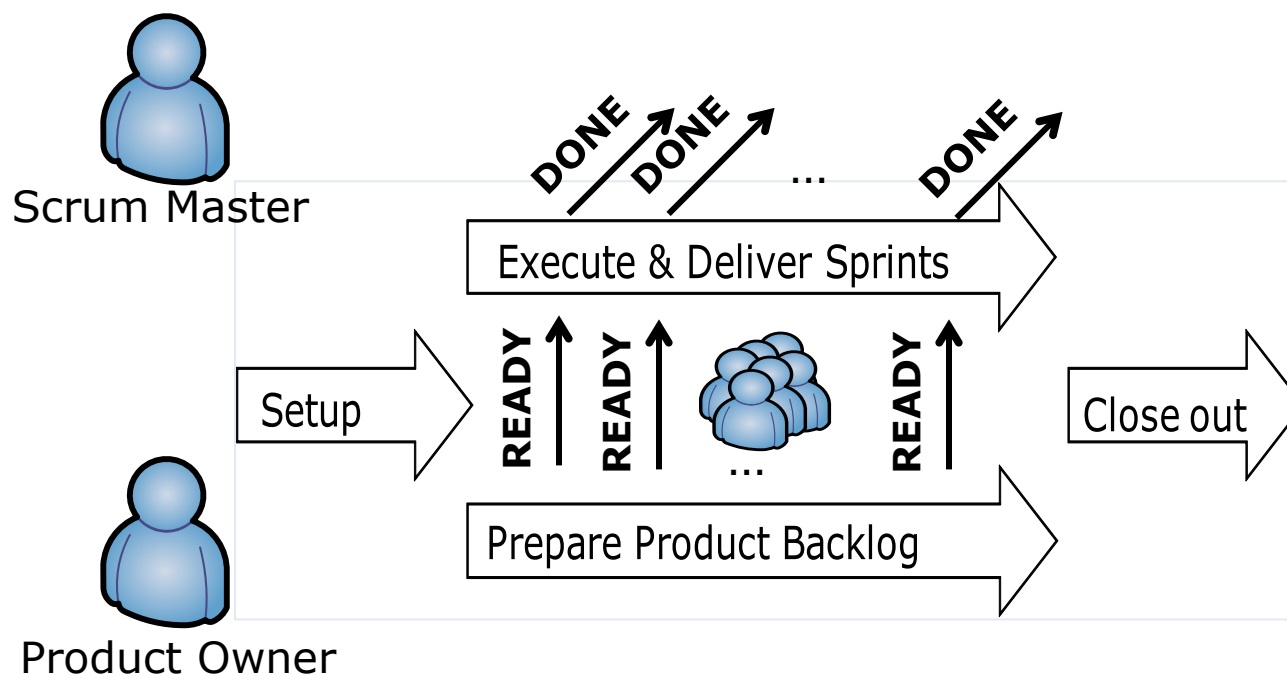 Scrum Master
DONE
DONE
...
DONE
Execute & Deliver Sprints
READY
READY
READY
Setup
Close out
...
Prepare Product Backlog
Product Owner